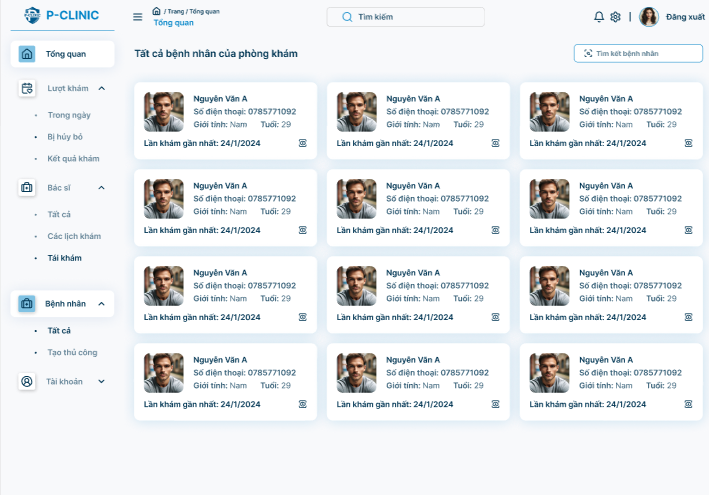 P-CLINIC
/ Trang / Tổng quan
Tổng quan
Tìm kiếm
Đăng xuất
Tổng quan
Lượt khám
Trong ngày
Bị hủy bỏ
Kết quả khám
Bác sĩ
Tất cả
Các lịch khám
Tái khám
Bệnh nhân
Tất cả
Tạo thủ công
Tài khoản
Tất cả bệnh nhân của phòng khám
Tìm kết bệnh nhân
Nguyễn Văn A
Số điện thoại: 0785771092
Giới tính: Nam Tuổi: 29
Lần khám gần nhất: 24/1/2024
Nguyễn Văn A
Số điện thoại: 0785771092
Giới tính: Nam Tuổi: 29
Lần khám gần nhất: 24/1/2024
Nguyễn Văn A
Số điện thoại: 0785771092
Giới tính: Nam Tuổi: 29
Lần khám gần nhất: 24/1/2024
Nguyễn Văn A
Số điện thoại: 0785771092
Giới tính: Nam Tuổi: 29
Lần khám gần nhất: 24/1/2024
Nguyễn Văn A
Số điện thoại: 0785771092
Giới tính: Nam Tuổi: 29
Lần khám gần nhất: 24/1/2024
Nguyễn Văn A
Số điện thoại: 0785771092
Giới tính: Nam Tuổi: 29
Lần khám gần nhất: 24/1/2024
Nguyễn Văn A
Số điện thoại: 0785771092
Giới tính: Nam Tuổi: 29
Lần khám gần nhất: 24/1/2024
Nguyễn Văn A
Số điện thoại: 0785771092
Giới tính: Nam Tuổi: 29
Lần khám gần nhất: 24/1/2024
Nguyễn Văn A
Số điện thoại: 0785771092
Giới tính: Nam Tuổi: 29
Lần khám gần nhất: 24/1/2024
Nguyễn Văn A
Số điện thoại: 0785771092
Giới tính: Nam Tuổi: 29
Lần khám gần nhất: 24/1/2024
Nguyễn Văn A
Số điện thoại: 0785771092
Giới tính: Nam Tuổi: 29
Lần khám gần nhất: 24/1/2024
Nguyễn Văn A
Số điện thoại: 0785771092
Giới tính: Nam Tuổi: 29
Lần khám gần nhất: 24/1/2024